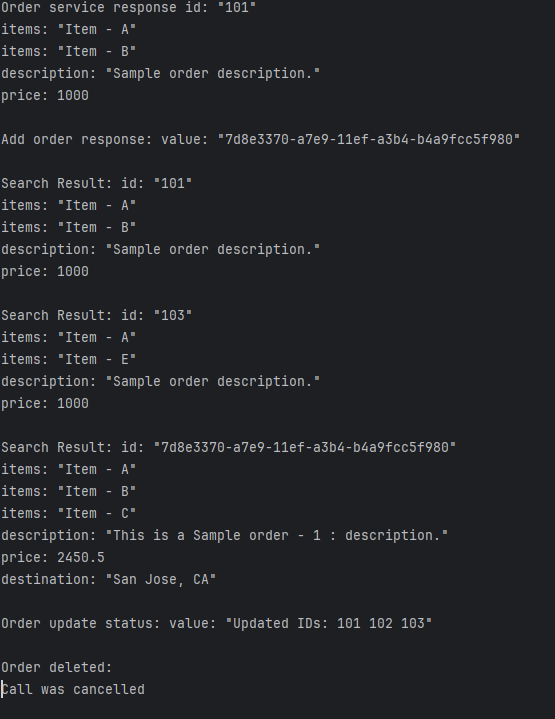 Order service response id: "101"
items: "Item - A"
items: "Item - B"
description: "Sample order description."
price: 1000
Add order response: value: "7d8e3370-a7e9-11ef-a3b4-b4a9fcc5f980"
Search Result: id: "101"
items: "Item - A"
items: "Item - B"
description: "Sample order description."
price: 1000
Search Result: id: "103"
items: "Item - A"
items: "Item - E"
description: "Sample order description."
price: 1000
Search Result: id: "7d8e3370-a7e9-11ef-a3b4-b4a9fcc5f980"
items: "Item - A"
items: "Item - B"
items: "Item - C"
description: "This is a Sample order - 1 : description."
price: 2450.5
destination: "San Jose, CA"
Order update status: value: "Updated IDs: 101 102 103"
Order deleted:
Call was cancelled